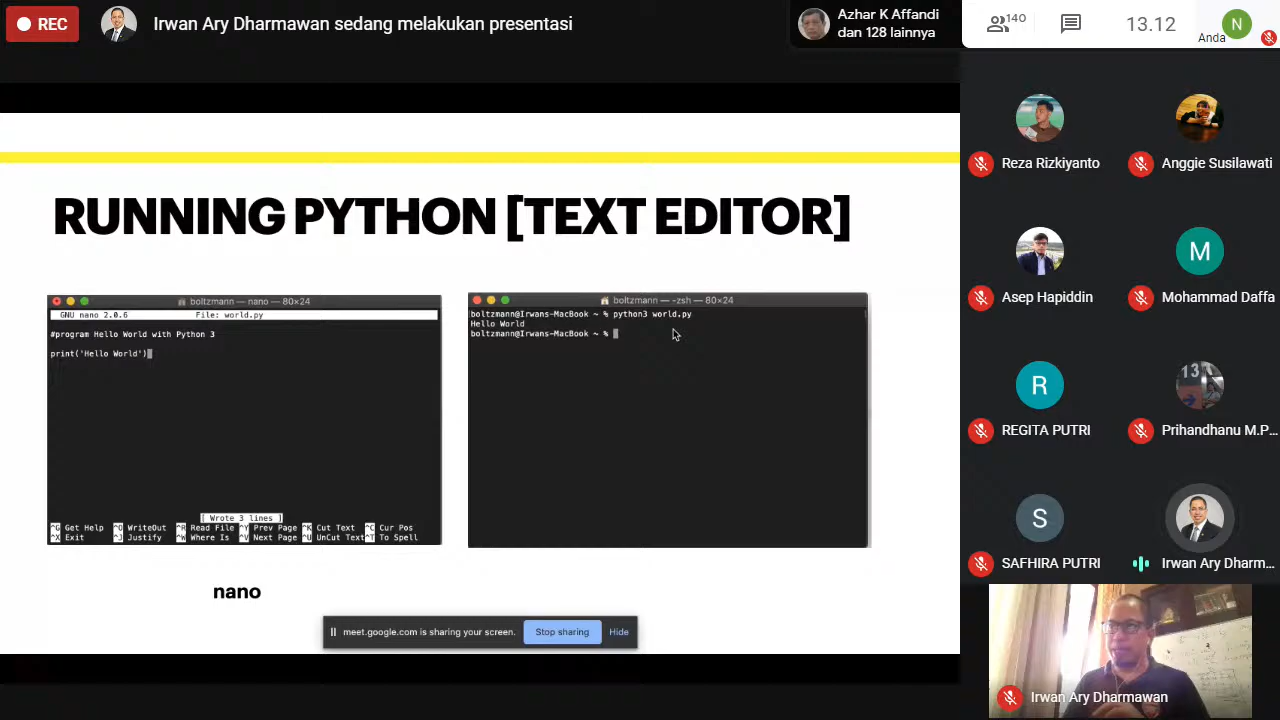 REC
Irwan Ary Dharmawan sedang melakukan presentasi
Azhar K Affandi
dan 128 lainnya
140
13.12
N
Anda
RUNNING PYTHON [TEXT EDITOR]
boltzmann — nano — 80×24
GNU nano 2.0.6 File: world.py
#program Hello World with Python 3
print('Hello World')
[ Wrote 3 lines ]
^G Get Help ^O WriteOut ^R Read File ^Y Prev Page ^K Cut Text ^C Cur Pos
^X Exit ^J Justify ^W Where Is ^V Next Page ^U UnCut Text ^T To Spell
nano
boltzmann — -zsh — 80×24
boltzmann@Irwans-MacBook ~ % python3 world.py
Hello World
boltzmann@Irwans-MacBook ~ %
meet.google.com is sharing your screen. Stop sharing Hide
Reza Rizkiyanto
Anggie Susilawati
Asep Hapiddin
M
Mohammad Daffa
R
REGITA PUTRI
13
Prihandhanu M.P...
S
SAFHIRA PUTRI
Irwan Ary Dharm...
Irwan Ary Dharmawan